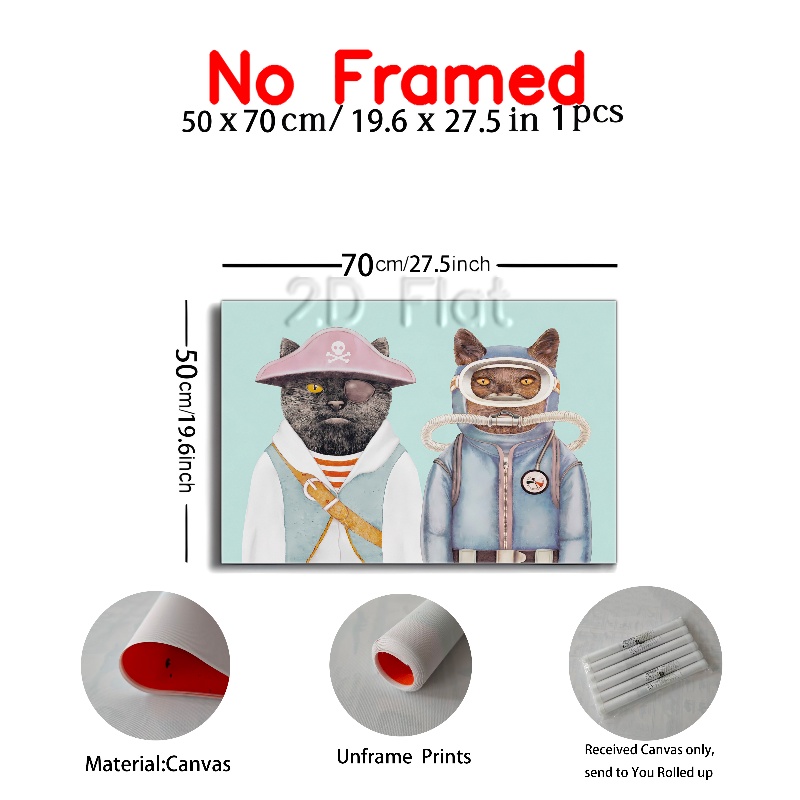 No Framed
50 x 70 cm/ 19.6 x 27.5 in 1pcs
70cm/27.5inch
2D Flat
50cm/19.6inch
Material:Canvas
Unframe Prints
Received Canvas only,
send to You Rolled up